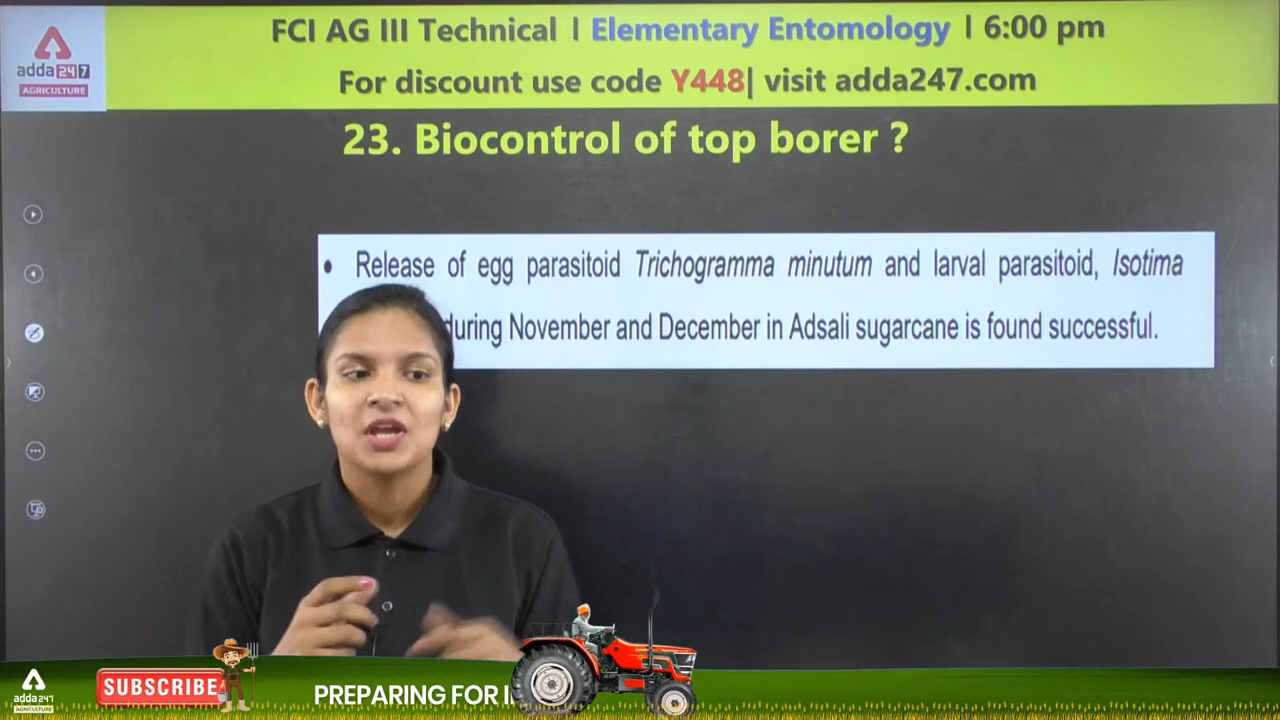 FCI AG III Technical I Elementary Entomology I 6:00 pm
For discount use code Y448| visit adda247.com
adda247
AGRICULTURE
23. Biocontrol of top borer ?
• Release of egg parasitoid Trichogramma minutum and larval parasitoid, Isotima
during November and December in Adsali sugarcane is found successful.
adda247
SUBSCRIBE
PREPARING FOR